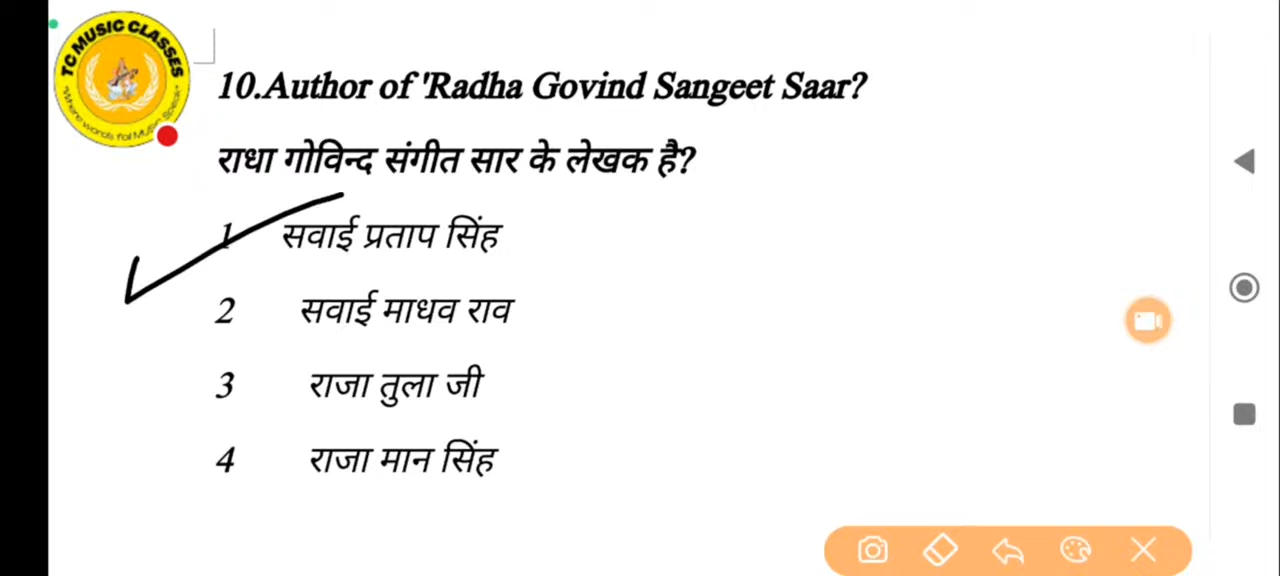 TC MUSIC CLASSES
10.Author of 'Radha Govind Sangeet Saar?
राधा गोविन्द संगीत सार के लेखक है?
1 सवाई प्रताप सिंह
2 सवाई माधव राव
3 राजा तुला जी
4 राजा मान सिंह